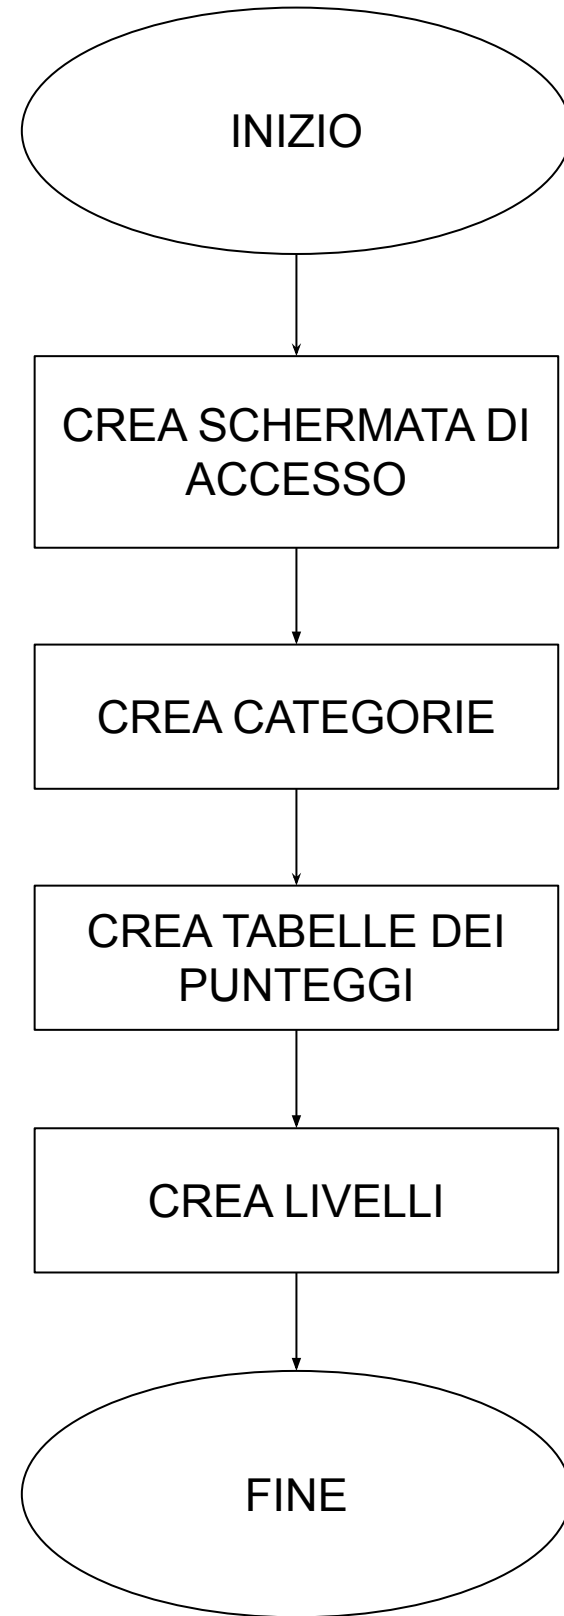 INIZIO
CREA SCHERMATA DI
ACCESSO
CREA CATEGORIE
CREA TABELLE DEI
PUNTEGGI
CREA LIVELLI
FINE